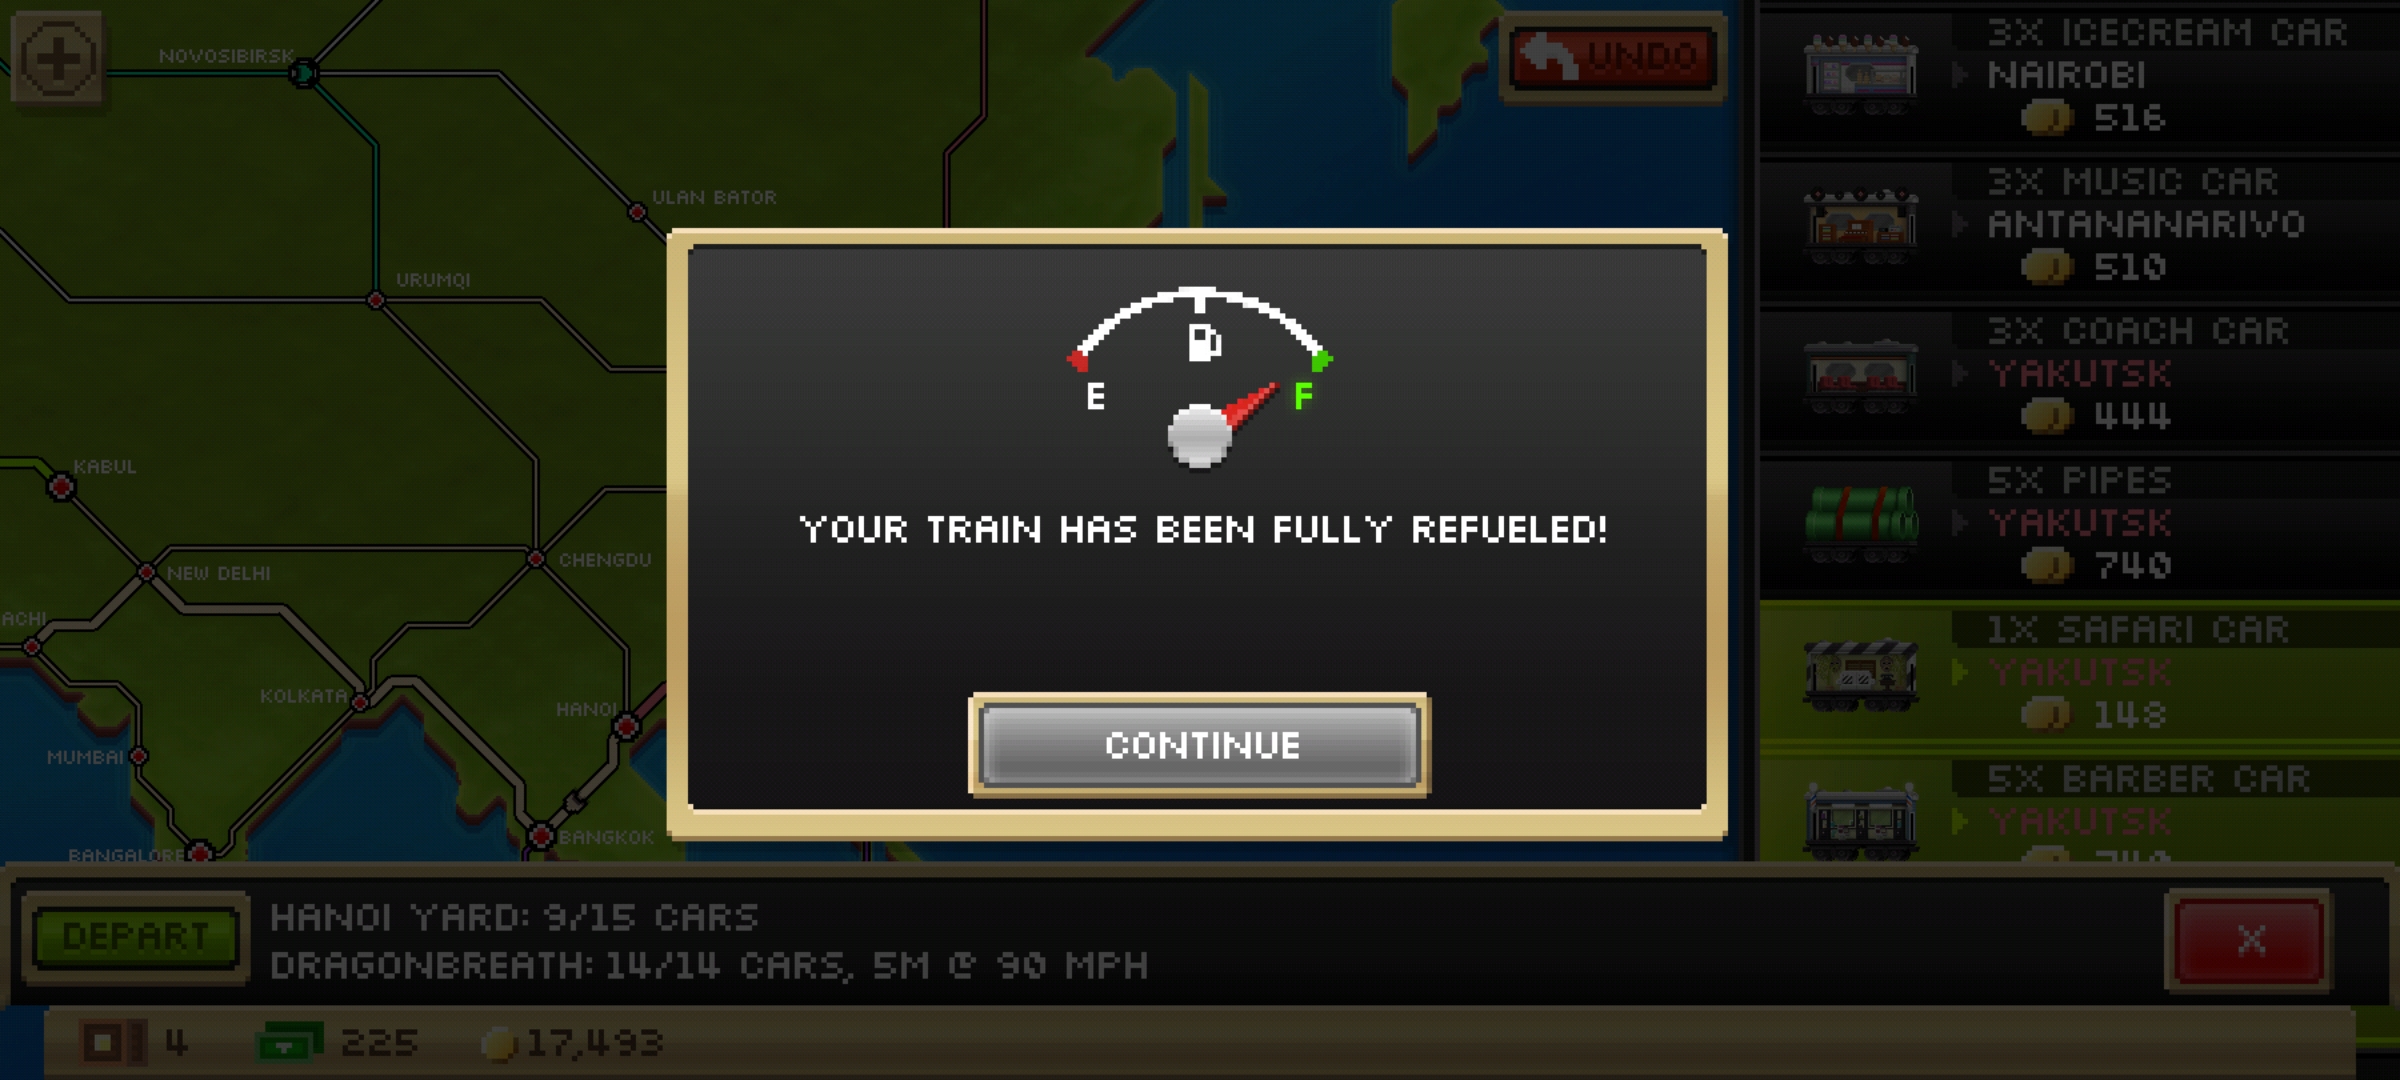 NOVOSIBIRSK
ULAN BATOR
URUMQI
KABUL
NEW DELHI
CHENGDU
ACHI
KOLKATA
HANOI
MUMBAI
BANGKOK
BANGALORE
UNDO
E
F
YOUR TRAIN HAS BEEN FULLY REFUELED!
CONTINUE
3X ICECREAM CAR
NAIROBI
516
3X MUSIC CAR
ANTANANARIVO
510
3X COACH CAR
YAKUTSK
444
5X PIPES
YAKUTSK
740
1X SAFARI CAR
YAKUTSK
148
5X BARBER CAR
YAKUTSK
740
DEPART
HANOI YARD: 9/15 CARS
DRAGONBREATH: 14/14 CARS, 5M @ 90 MPH
X
4
225
17,493